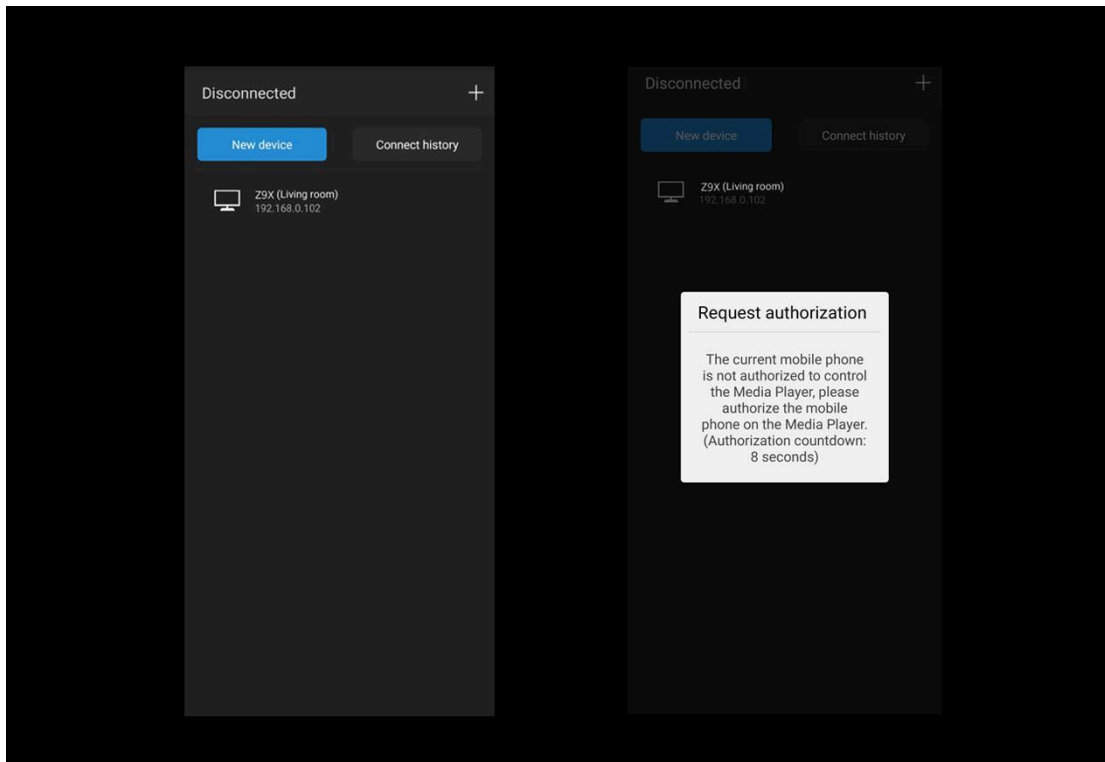 Disconnected
New device
Connect history
Z9X (Living room)
192.168.0.102
Disconnected
New device
Connect history
Z9X (Living room)
192.168.0.102
Request authorization
The current mobile phone
is not authorized to control
the Media Player, please
authorize the mobile
phone on the Media Player.
(Authorization countdown:
8 seconds)